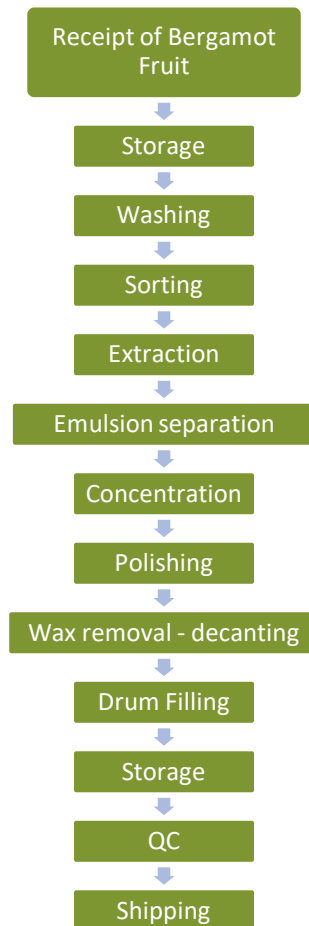 Receipt of Bergamot
Fruit
Storage
Washing
Sorting
Extraction
Emulsion separation
Concentration
Polishing
Wax removal - decanting
Drum Filling
Storage
QC
Shipping